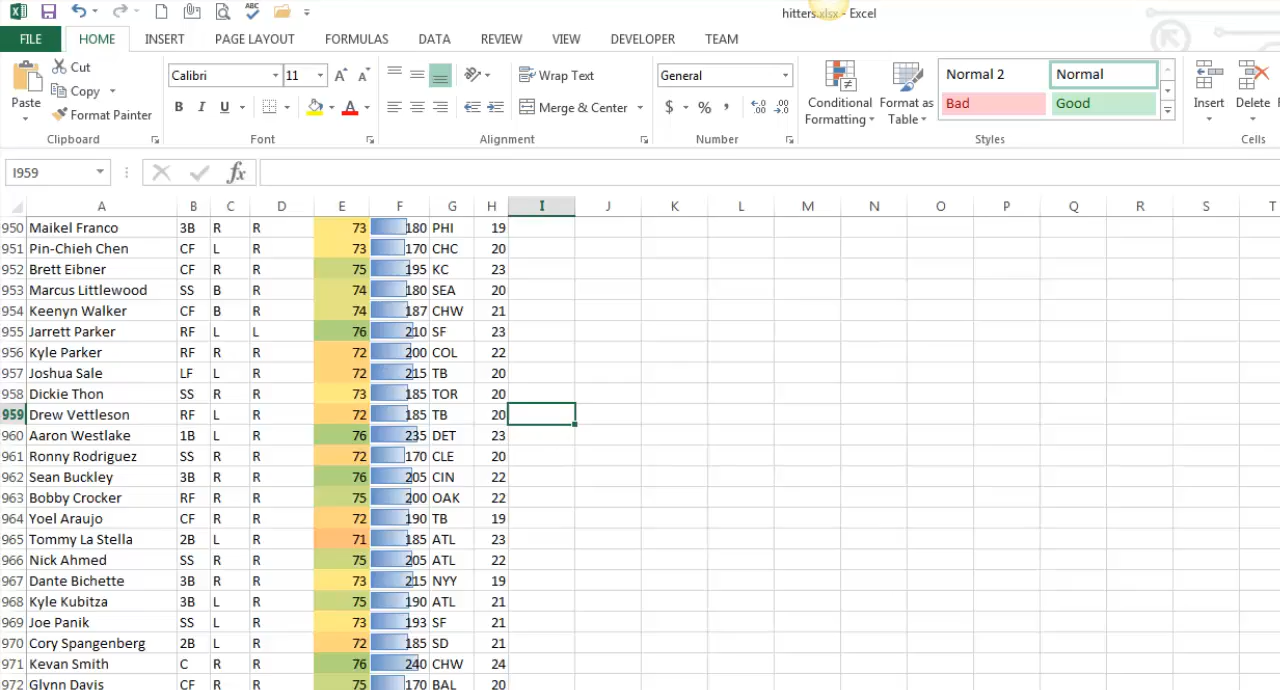 ABC
hitters.xlsx - Excel
FILE HOME INSERT PAGE LAYOUT FORMULAS DATA REVIEW VIEW DEVELOPER TEAM
Paste
Cut
Copy
Format Painter
Clipboard
Calibri 11 A A
B I U A
Font
Wrap Text
Merge & Center
Alignment
General
$ % ,
Number
Conditional Formatting
Format as Table
Normal 2 Normal
Bad Good
Styles
Insert Delete
Cells
I959 fx
A B C D E F G H I J K L M N O P Q R S T
950 Maikel Franco 3B R R 73 180 PHI 19
951 Pin-Chieh Chen CF L R 73 170 CHC 20
952 Brett Eibner CF R R 75 195 KC 23
953 Marcus Littlewood SS B R 74 180 SEA 20
954 Keenyn Walker CF B R 74 187 CHW 21
955 Jarrett Parker RF L L 76 210 SF 23
956 Kyle Parker RF R R 72 200 COL 22
957 Joshua Sale LF L R 72 215 TB 20
958 Dickie Thon SS R R 73 185 TOR 20
959 Drew Vettleson RF L R 72 185 TB 20
960 Aaron Westlake 1B L R 76 235 DET 23
961 Ronny Rodriguez SS R R 72 170 CLE 20
962 Sean Buckley 3B R R 76 205 CIN 22
963 Bobby Crocker RF R R 75 200 OAK 22
964 Yoel Araujo CF R R 72 190 TB 19
965 Tommy La Stella 2B L R 71 185 ATL 23
966 Nick Ahmed SS R R 75 205 ATL 22
967 Dante Bichette 3B R R 73 215 NYY 19
968 Kyle Kubitza 3B L R 75 190 ATL 21
969 Joe Panik SS L R 73 193 SF 21
970 Cory Spangenberg 2B L R 72 185 SD 21
971 Kevan Smith C R R 76 240 CHW 24
972 Glynn Davis CF R R 75 170 BAL 20